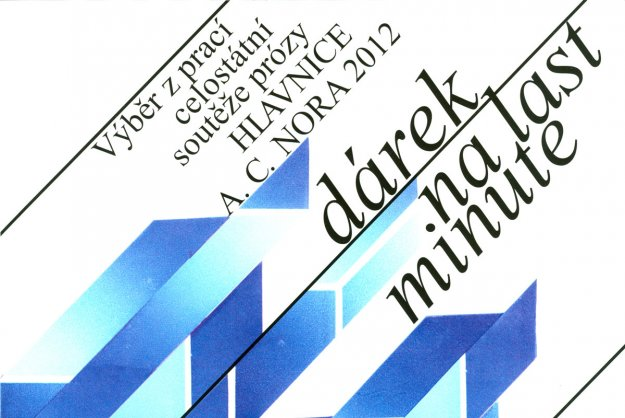 Výběr z prací
celostátní
soutěže prózy
HLAVNICE
A. C. NORA 2012
dárek
na last
minute